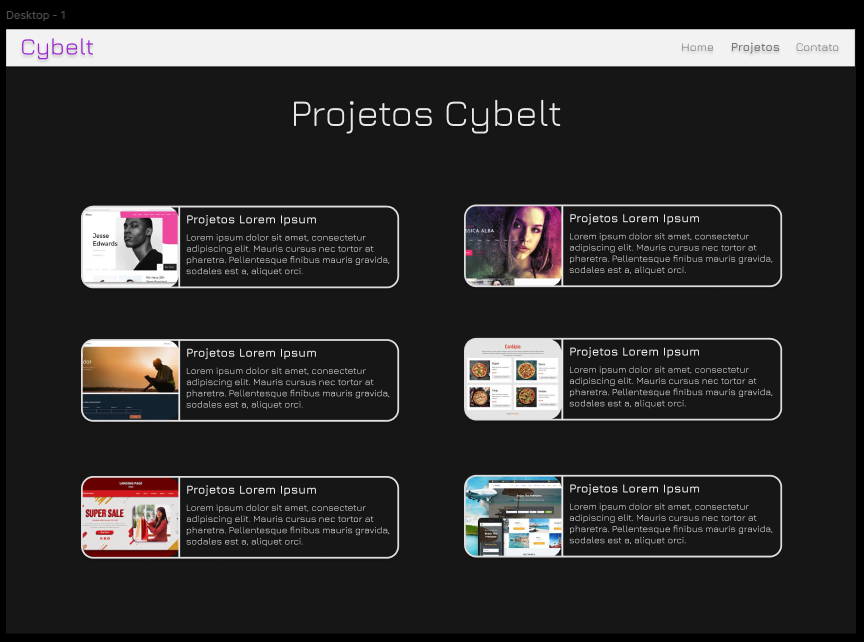 Desktop - 1
Cybelt
Home Projetos Contato
Projetos Cybelt
Jesse
Edwards
Projetos Lorem Ipsum
Lorem ipsum dolor sit amet, consectetur
adipiscing elit. Mauris cursus nec tortor at
pharetra. Pellentesque finibus mauris gravida,
sodales est a, aliquet orci.
SSICA ALBA
Projetos Lorem Ipsum
Lorem ipsum dolor sit amet, consectetur
adipiscing elit. Mauris cursus nec tortor at
pharetra. Pellentesque finibus mauris gravida,
sodales est a, aliquet orci.
Projetos Lorem Ipsum
Lorem ipsum dolor sit amet, consectetur
adipiscing elit. Mauris cursus nec tortor at
pharetra. Pellentesque finibus mauris gravida,
sodales est a, aliquet orci.
Cardápio
Projetos Lorem Ipsum
Lorem ipsum dolor sit amet, consectetur
adipiscing elit. Mauris cursus nec tortor at
pharetra. Pellentesque finibus mauris gravida,
sodales est a, aliquet orci.
LANDING PAGE
SUPER SALE
Projetos Lorem Ipsum
Lorem ipsum dolor sit amet, consectetur
adipiscing elit. Mauris cursus nec tortor at
pharetra. Pellentesque finibus mauris gravida,
sodales est a, aliquet orci.
Projetos Lorem Ipsum
Lorem ipsum dolor sit amet, consectetur
adipiscing elit. Mauris cursus nec tortor at
pharetra. Pellentesque finibus mauris gravida,
sodales est a, aliquet orci.